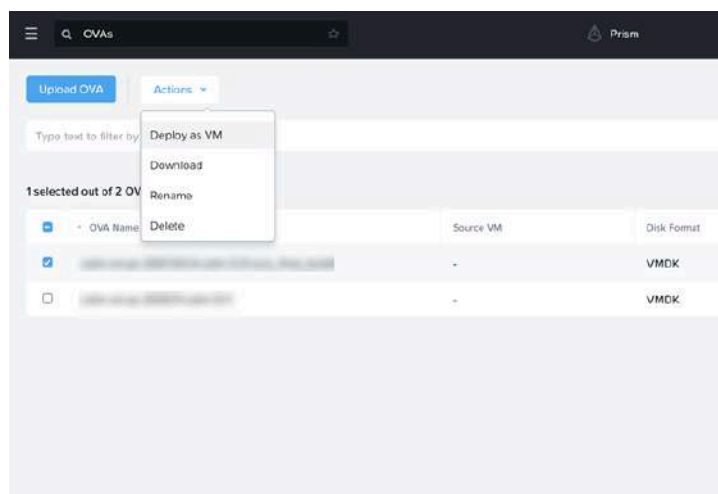 OVAs
Prism
Upload OVA
Actions
Type text to filter by
Deploy as VM
Download
Rename
Delete
1 selected out of 2 OV
OVA Name
Source VM
Disk Format
-
VMDK
-
VMDK